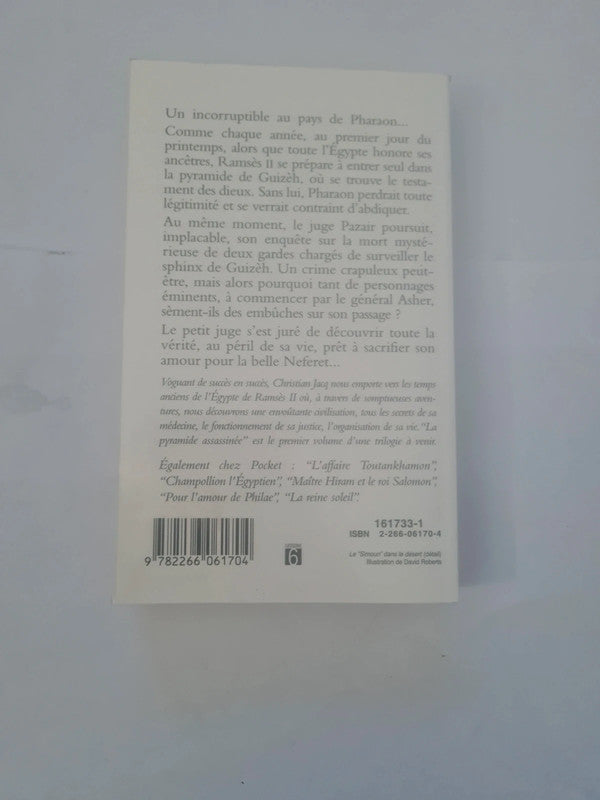 Un incorruptible au pays de Pharaon...
Comme chaque année, au premier jour du
printemps, alors que toute l'Égypte honore ses
ancêtres, Ramsès II se prépare à entrer seul dans
la pyramide de Guizèh, où se trouve le testa-
ment des dieux. Sans lui, Pharaon perdrait toute
légitimité et se verrait contraint d'abdiquer.
Au même moment, le juge Pazair poursuit,
implacable, son enquête sur la mort mysté-
rieuse de deux gardes chargés de surveiller le
sphinx de Guizèh. Un crime crapuleux peut-
être, mais alors pourquoi tant de personnages
éminents, à commencer par le général Asher,
sèment-ils des embûches sur son passage ?
Le petit juge s'est juré de découvrir toute la
vérité, au péril de sa vie, prêt à sacrifier son
amour pour la belle Neferet...
Voguant de succès en succès, Christian Jacq nous emporte vers les temps
anciens de l'Égypte de Ramsès II où, à travers de somptueuses aven-
tures, nous découvrons une envoûtante civilisation, tous les secrets de sa
médecine, le fonctionnement de sa justice, l'organisation de sa vie. "La
pyramide assassinée" est le premier volume d'une trilogie à venir.
Également chez Pocket : "L'affaire Toutankhamon",
"Champollion l'Égyptien", "Maître Hiram et le roi Salomon",
"Pour l'amour de Philae", "La reine soleil".
161733-1
ISBN 2-266-06170-4
9 782266 061704
6
Le "Simoun" dans le désert (détail)
Illustration de David Roberts